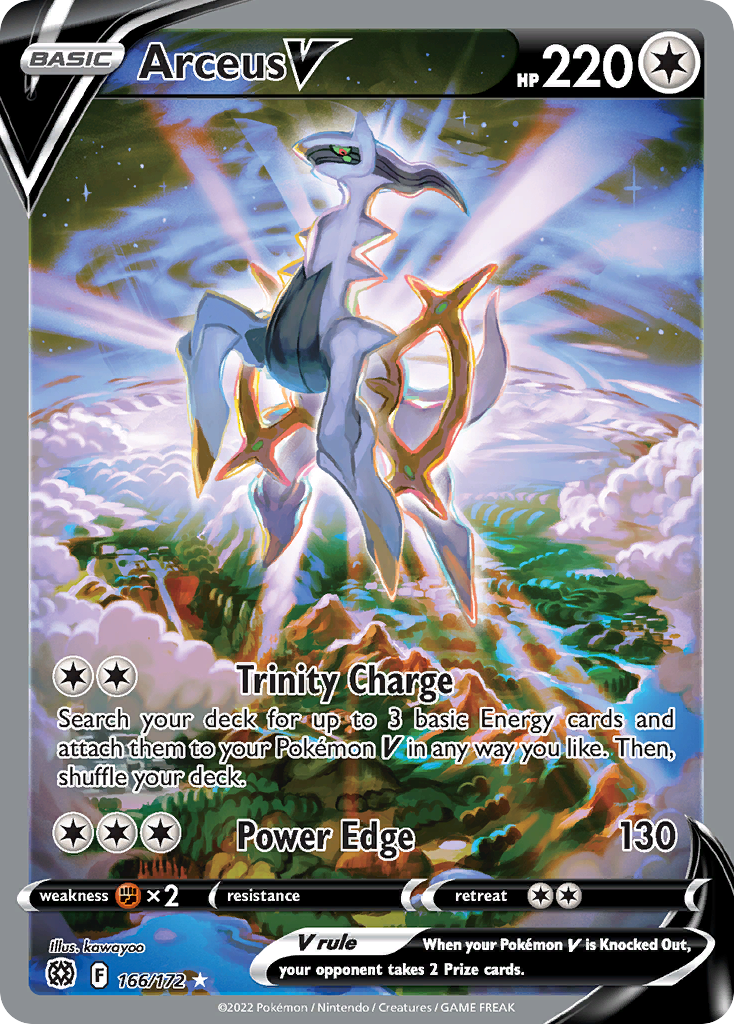 BASIC
Arceus V
HP 220
Trinity Charge
Search your deck for up to 3 basic Energy cards and
attach them to your Pokémon V in any way you like. Then,
shuffle your deck.
Power Edge 130
weakness ×2 resistance retreat
Illus. kawayoo
V rule When your Pokémon V is Knocked Out,
your opponent takes 2 Prize cards.
F 166/172
©2022 Pokémon / Nintendo / Creatures / GAME FREAK